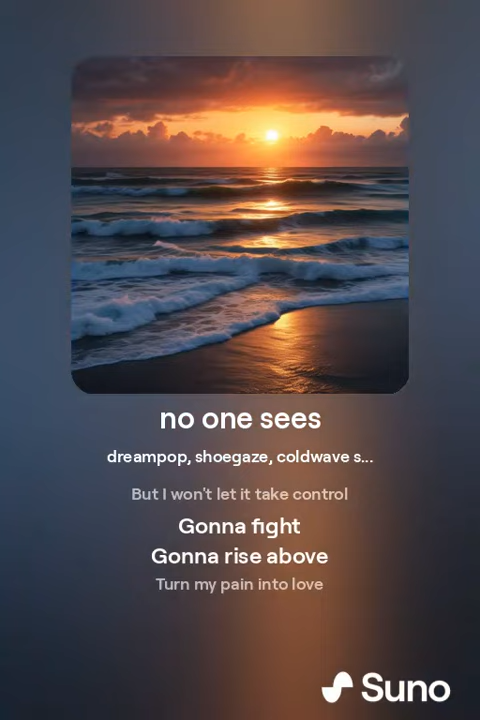 no one sees
dreampop, shoegaze, coldwave s...
But I won't let it take control
Gonna fight
Gonna rise above
Turn my pain into love
Suno